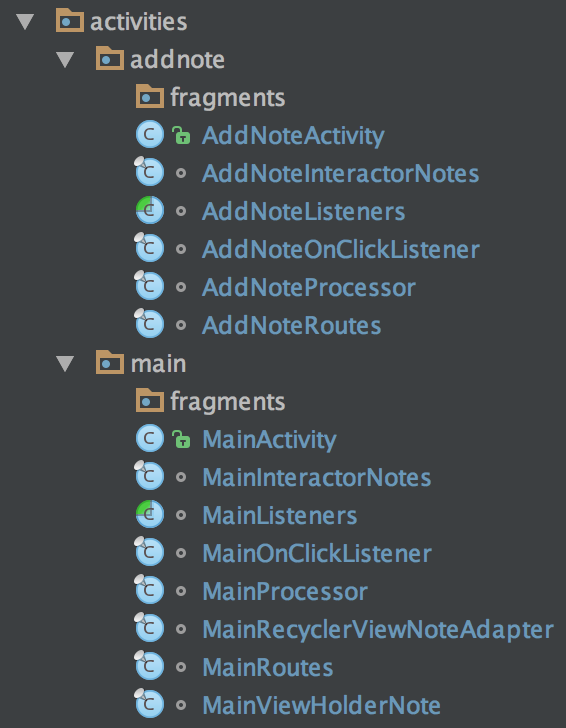 activities
addnote
fragments
AddNoteActivity
AddNoteInteractorNotes
AddNoteListeners
AddNoteOnClickListener
AddNoteProcessor
AddNoteRoutes
main
fragments
MainActivity
MainInteractorNotes
MainListeners
MainOnClickListener
MainProcessor
MainRecyclerViewNoteAdapter
MainRoutes
MainViewHolderNote